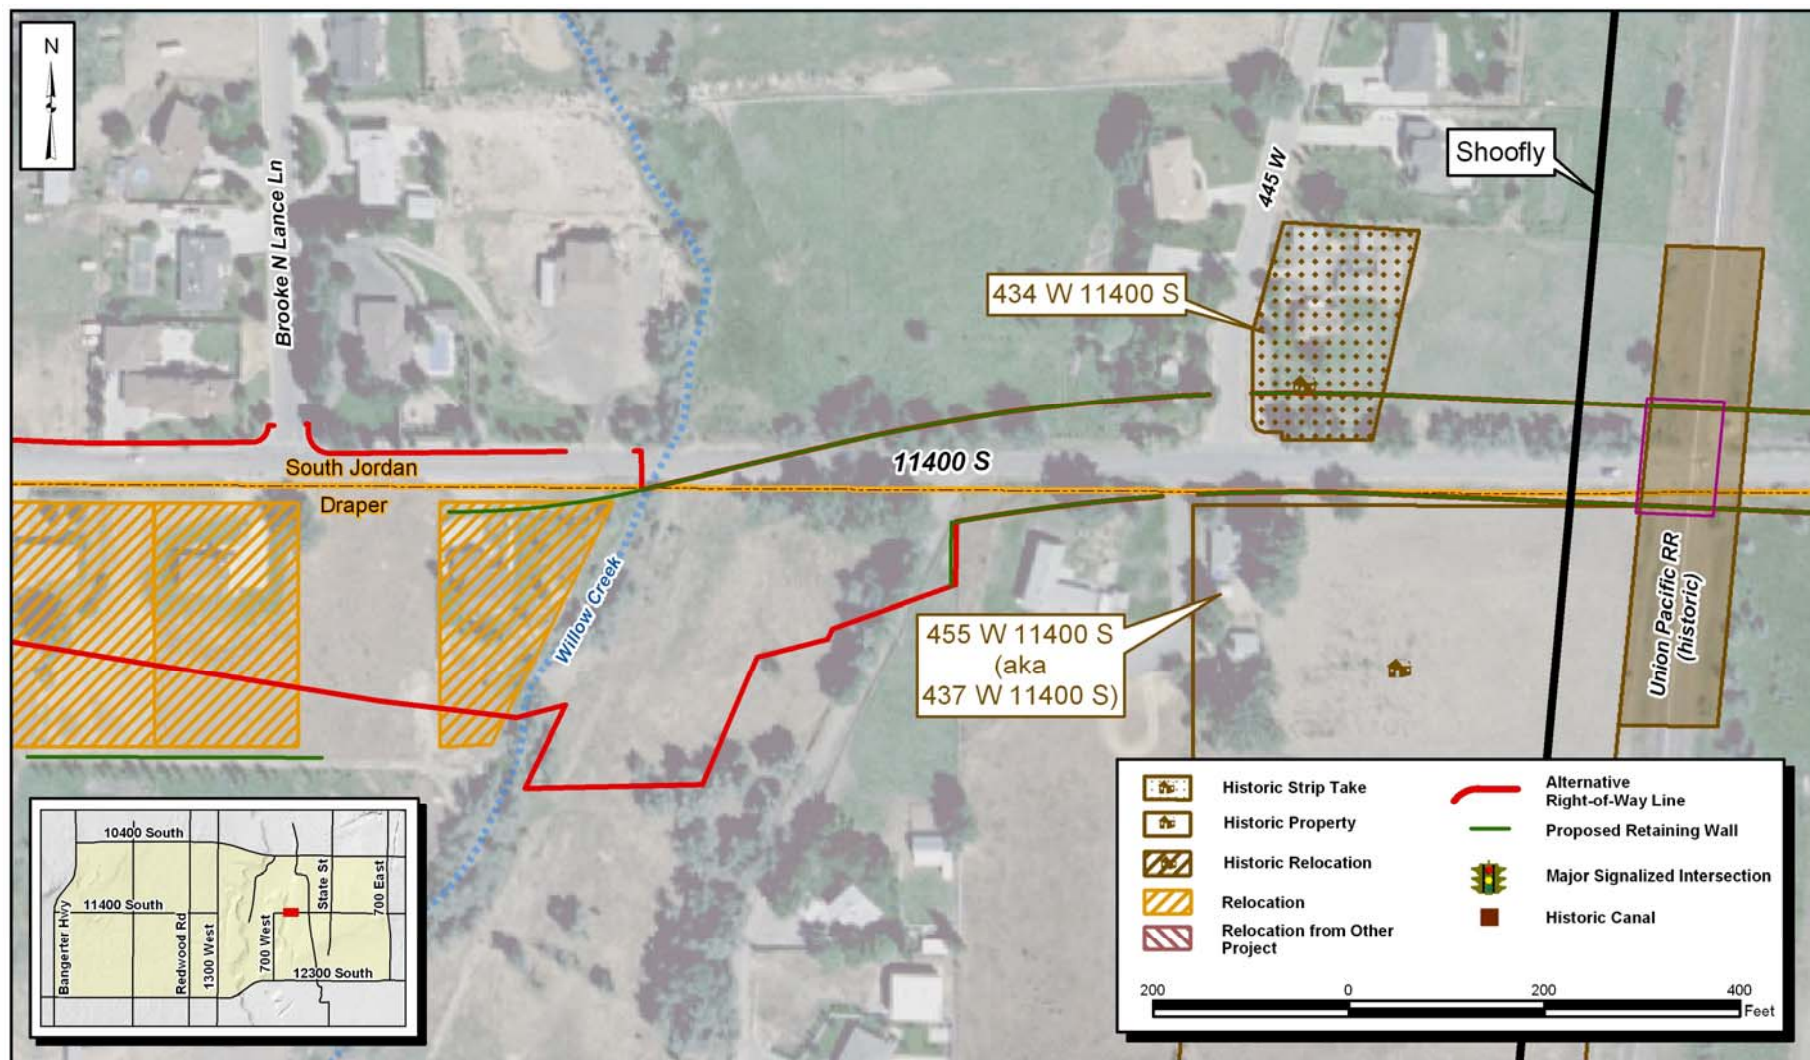 N
Brooke N Lance Ln
445 W
Shoofly
434 W 11400 S
South Jordan
11400 S
Draper
Willow Creek
455 W 11400 S
(aka
437 W 11400 S)
Union Pacific RR
(historic)
10400 South
11400 South
12300 South
Bangerter Hwy
Redwood Rd
1300 West
700 West
State St
700 East
Historic Strip Take
Historic Property
Historic Relocation
Relocation
Relocation from Other
Project
Alternative
Right-of-Way Line
Proposed Retaining Wall
Major Signalized Intersection
Historic Canal
200 0 200 400
Feet